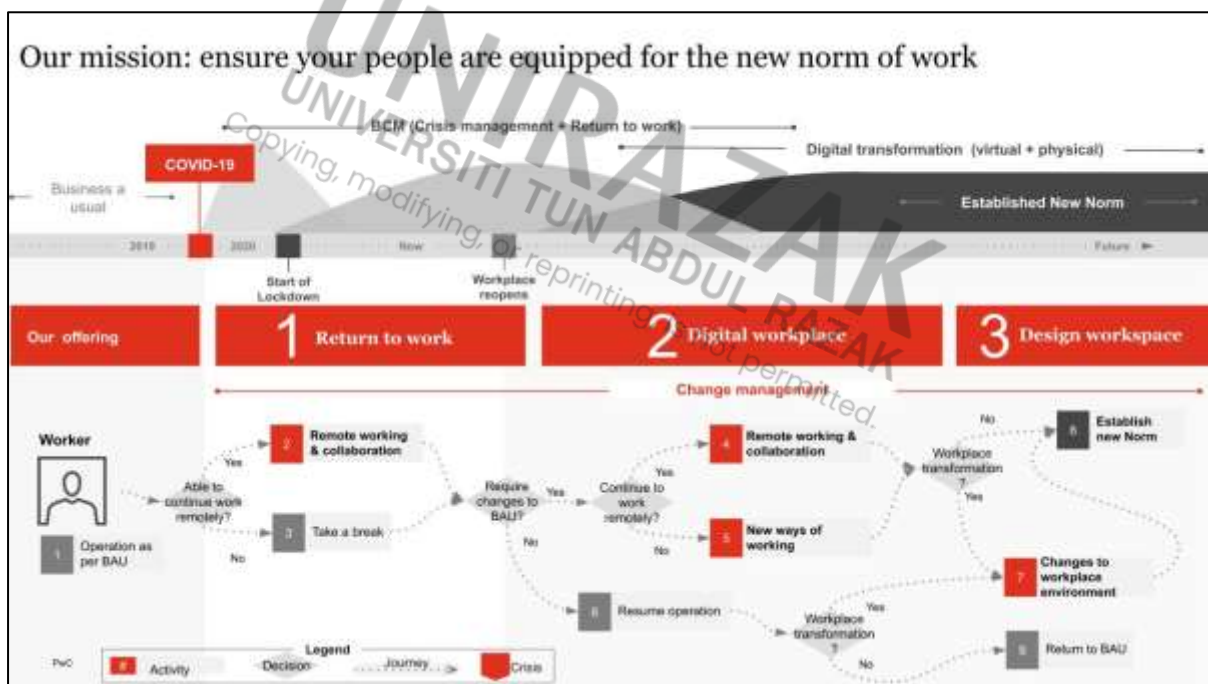 Our mission: ensure your people are equipped for the new norm of work
UNIRAZAK
UNIVERSITI TUN ABDUL RAZAK
Copying, modifying, or reprinting is not permitted.
BCM (Crisis management + Return to work)
COVID-19
Digital transformation (virtual + physical)
Business a
usual
Established New Norm
2019
2020
Now
Future
Start of
Lockdown
Workplace
reopens
Our offering
1 Return to work
2 Digital workplace
3 Design workspace
Change management
Worker
1
Operation as
per BAU
Able to
continue work
remotely?
Yes
No
2
Remote working
& collaboration
3
Take a break
Require
changes to
BAU?
Yes
No
Continue to
work
remotely?
Yes
No
4
Remote working &
collaboration
5
New ways of
working
6
Resume operation
Workplace
transformation
?
No
Yes
Establish
new Norm
7
Changes to
workplace
environment
Workplace
transformation
?
Yes
No
Return to BAU
PwC
Legend
#
Activity
Decision
Journey
Crisis